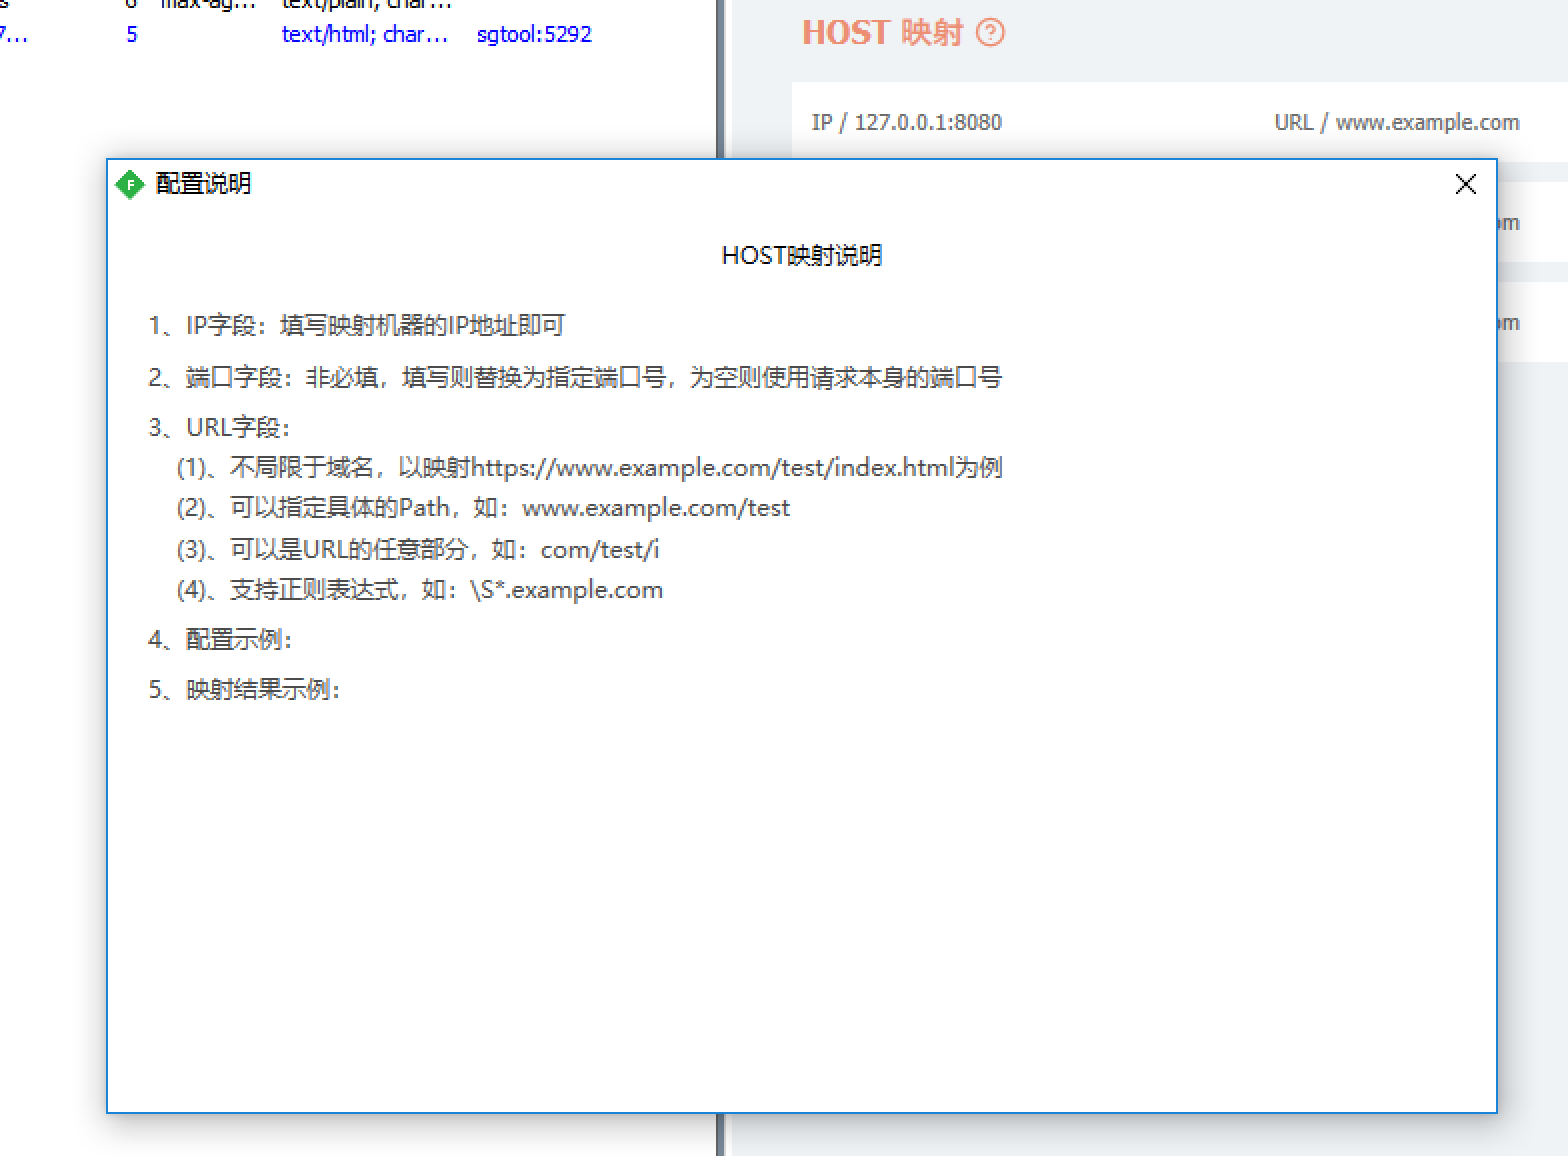 max-ag...
text/plain; char...
7...
5
text/html; char...
sgtool:5292
HOST 映射 ?
IP / 127.0.0.1:8080
URL / www.example.com
om
om
F 配置说明
HOST映射说明
1、IP字段：填写映射机器的IP地址即可
2、端口字段：非必填，填写则替换为指定端口号，为空则使用请求本身的端口号
3、URL字段：
(1)、不局限于域名，以映射https://www.example.com/test/index.html为例
(2)、可以指定具体的Path，如：www.example.com/test
(3)、可以是URL的任意部分，如：com/test/i
(4)、支持正则表达式，如：\S*.example.com
4、配置示例：
5、映射结果示例：